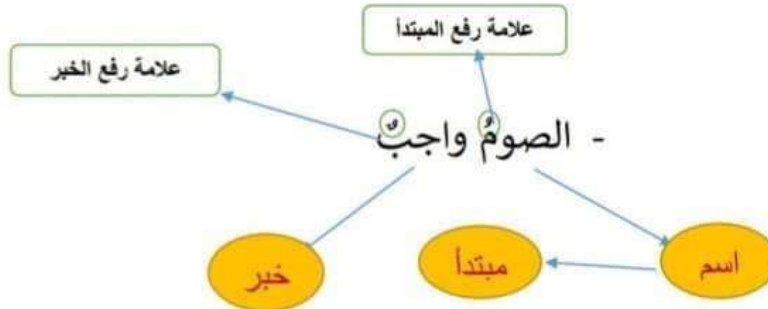 علامة رفع المبتدأ
علامة رفع الخبر
- الصومُ واجبٌ
اسم
مبتدأ
خبر